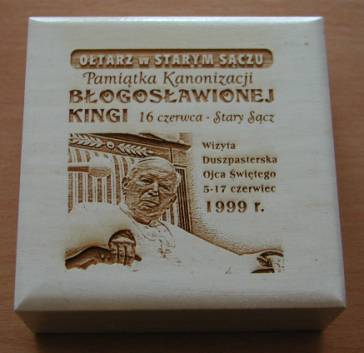 OŁTARZ w STARYM SĄCZU
Pamiątka Kanonizacji
BŁOGOSŁAWIONEJ
KINGI 16 czerwca - Stary Sącz
Wizyta
Duszpasterska
Ojca Świętego
5-17 czerwiec
1999 r.